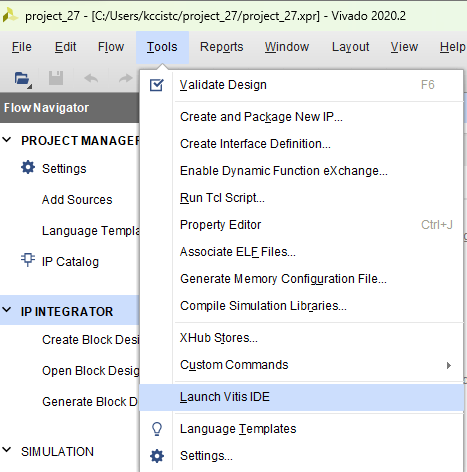 project_27 - [C:/Users/kccistc/project_27/project_27.xpr] - Vivado 2020.2
File Edit Flow Tools Reports Window Layout View Help
Flow Navigator
PROJECT MANAGER
Settings
Add Sources
Language Templa
IP Catalog
IP INTEGRATOR
Create Block Desi
Open Block Desig
Generate Block D
SIMULATION
Validate Design F6
Create and Package New IP...
Create Interface Definition...
Enable Dynamic Function eXchange...
Run Tcl Script...
Property Editor Ctrl+J
Associate ELF Files...
Generate Memory Configuration File...
Compile Simulation Libraries...
XHub Stores...
Custom Commands
Launch Vitis IDE
Language Templates
Settings...